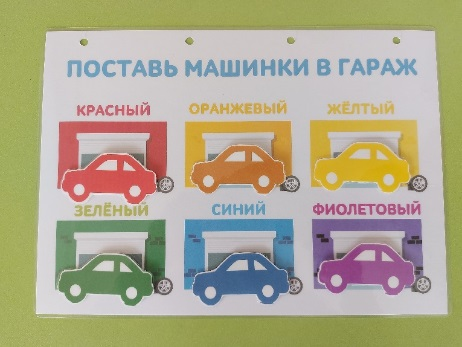 ПОСТАВЬ МАШИНКИ В ГАРАЖ
КРАСНЫЙ ОРАНЖЕВЫЙ ЖЁЛТЫЙ
ЗЕЛЁНЫЙ СИНИЙ ФИОЛЕТОВЫЙ